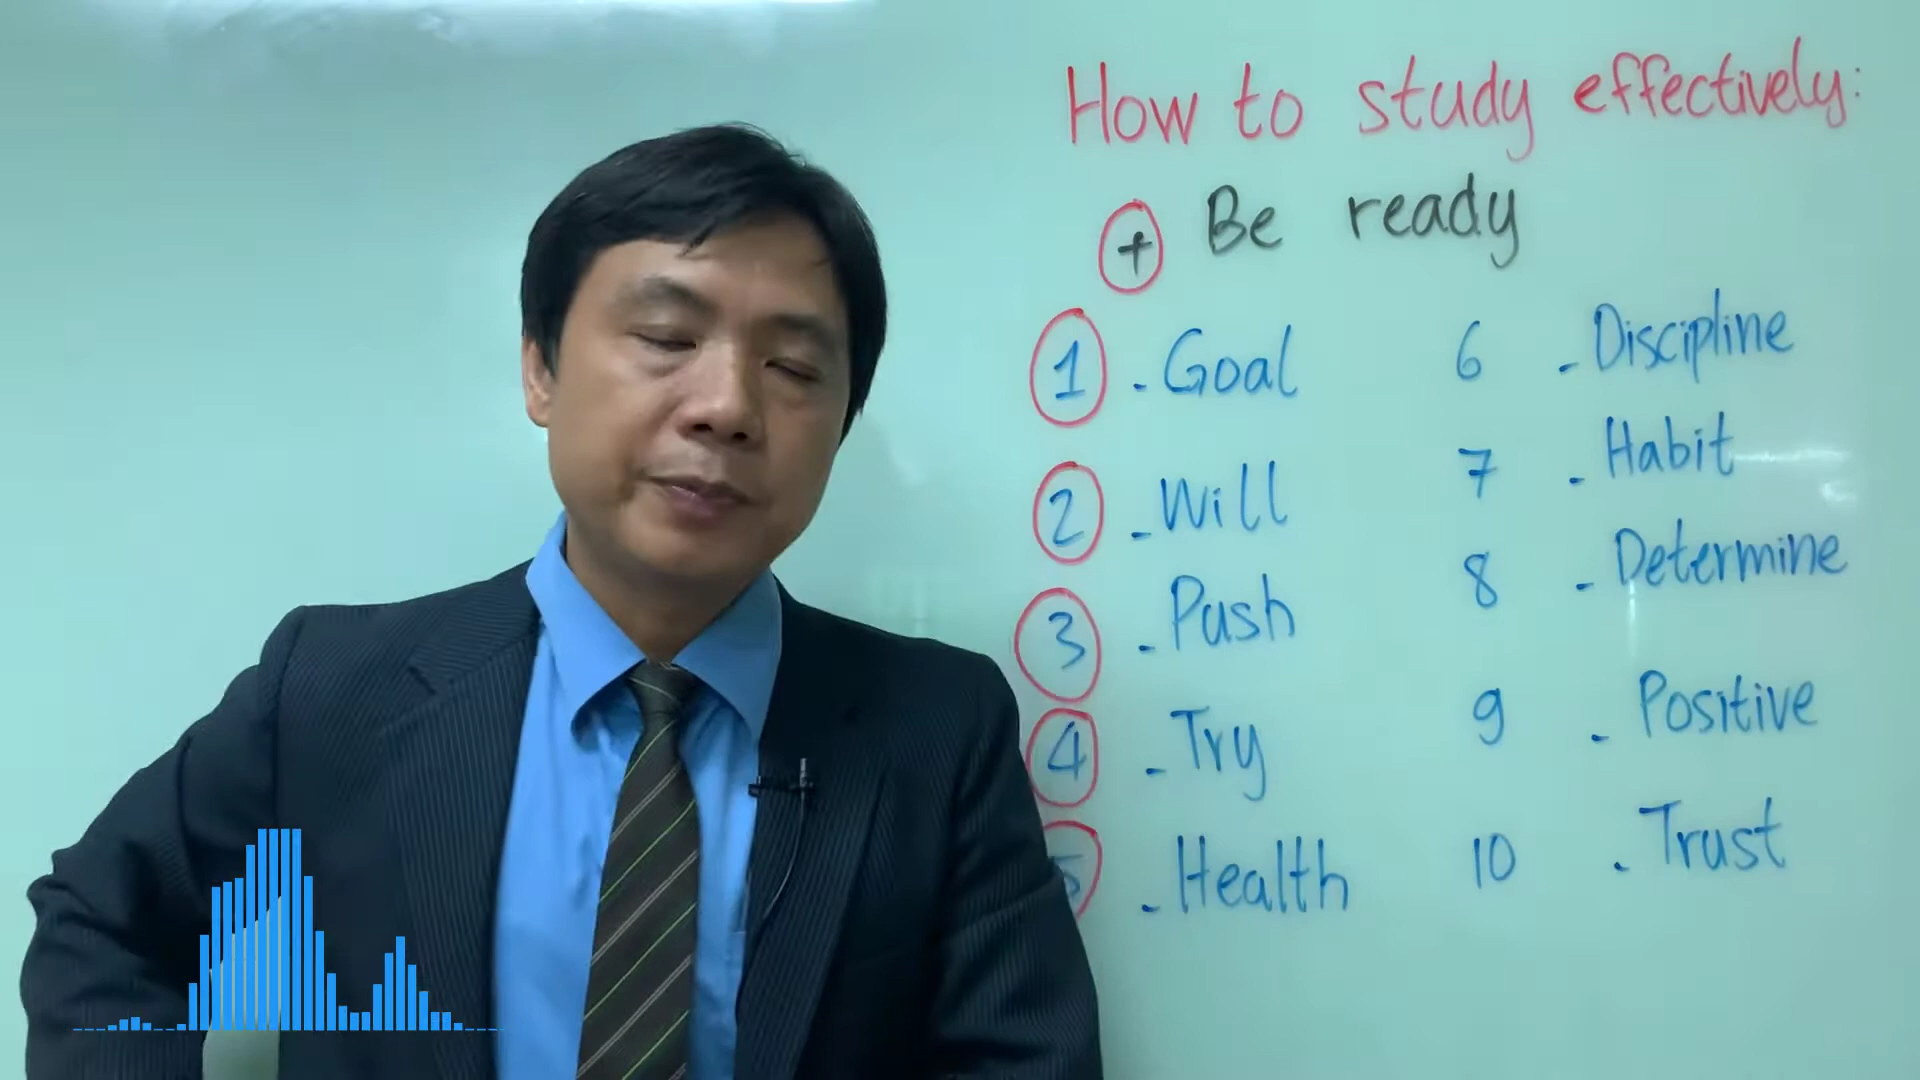 How to study effectively:
+ Be ready
1 - Goal
2 - Will
3 - Push
4 - Try
5 - Health
6 - Discipline
7 - Habit
8 - Determine
9 - Positive
10 - Trust